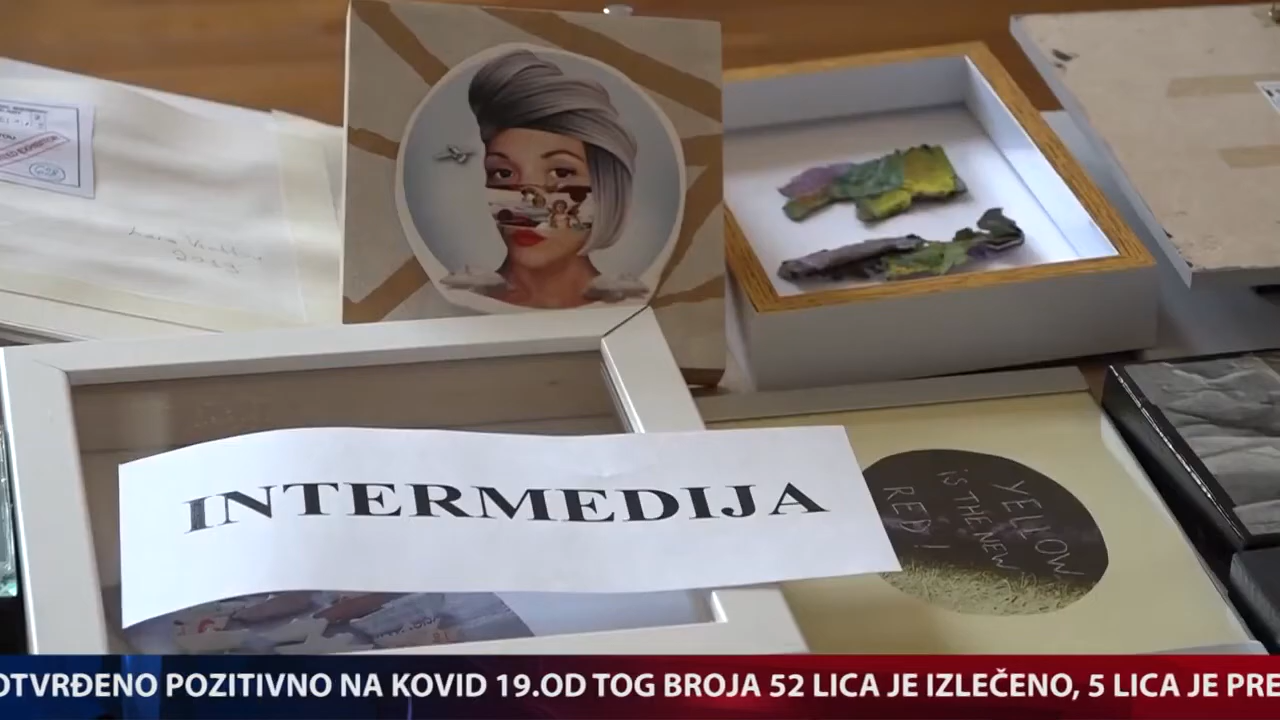 INTERMEDIJA
YELLOW
IS THE NEW
RED!
OTVRĐENO POZITIVNO NA KOVID 19.OD TOG BROJA 52 LICA JE IZLEČENO, 5 LICA JE PRE